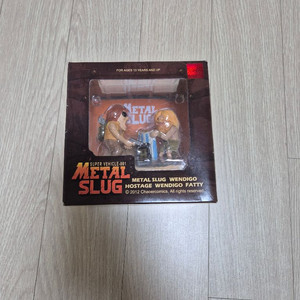 FOR AGES 15 YEARS AND UP
METAL
SLUG
SUPER VEHICLE-001
METAL
SLUG
METAL SLUG WENDIGO
HOSTAGE WENDIGO FATTY
© 2012 Chanelcomics. All rights reserved.